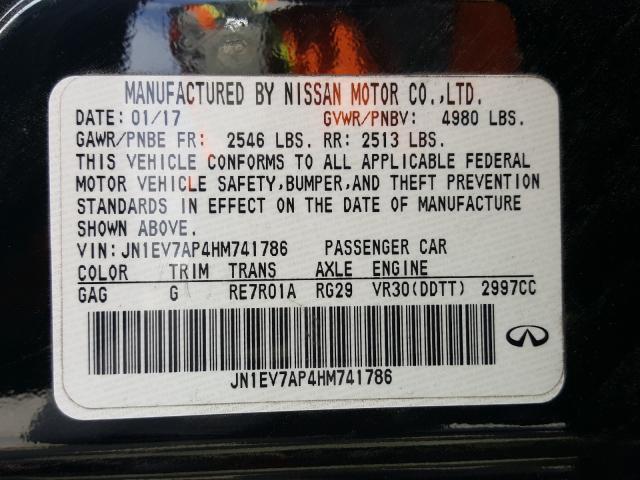 MANUFACTURED BY NISSAN MOTOR CO.,LTD.
DATE: 01/17 GVWR/PNBV: 4980 LBS.
GAWR/PNBE FR: 2546 LBS. RR: 2513 LBS.
THIS VEHICLE CONFORMS TO ALL APPLICABLE FEDERAL
MOTOR VEHICLE SAFETY,BUMPER,AND THEFT PREVENTION
STANDARDS IN EFFECT ON THE DATE OF MANUFACTURE
SHOWN ABOVE.
VIN: JN1EV7AP4HM741786 PASSENGER CAR
COLOR TRIM TRANS AXLE ENGINE
GAG G RE7R01A RG29 VR30(DDTT) 2997CC
JN1EV7AP4HM741786